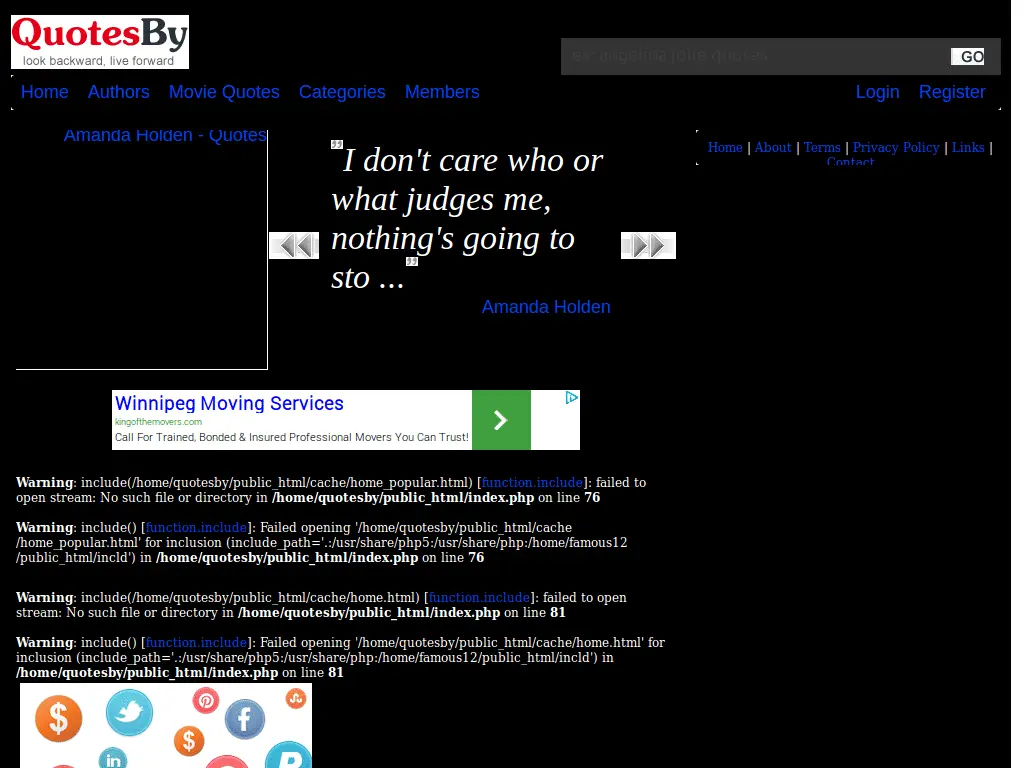 QuotesBy
look backward, live forward
ex: angelina jolie quotes
GO
Home Authors Movie Quotes Categories Members Login Register
Amanda Holden - Quotes
"I don't care who or
what judges me,
nothing's going to
sto ..."
Amanda Holden
Home | About | Terms | Privacy Policy | Links |
Contact
Winnipeg Moving Services
kingofthemovers.com
Call For Trained, Bonded & Insured Professional Movers You Can Trust!
Warning: include(/home/quotesby/public_html/cache/home_popular.html) [function.include]: failed to
open stream: No such file or directory in /home/quotesby/public_html/index.php on line 76
Warning: include() [function.include]: Failed opening '/home/quotesby/public_html/cache
/home_popular.html' for inclusion (include_path='.:/usr/share/php5:/usr/share/php:/home/famous12
/public_html/incld') in /home/quotesby/public_html/index.php on line 76
Warning: include(/home/quotesby/public_html/cache/home.html) [function.include]: failed to open
stream: No such file or directory in /home/quotesby/public_html/index.php on line 81
Warning: include() [function.include]: Failed opening '/home/quotesby/public_html/cache/home.html' for
inclusion (include_path='.:/usr/share/php5:/usr/share/php:/home/famous12/public_html/incld') in
/home/quotesby/public_html/index.php on line 81